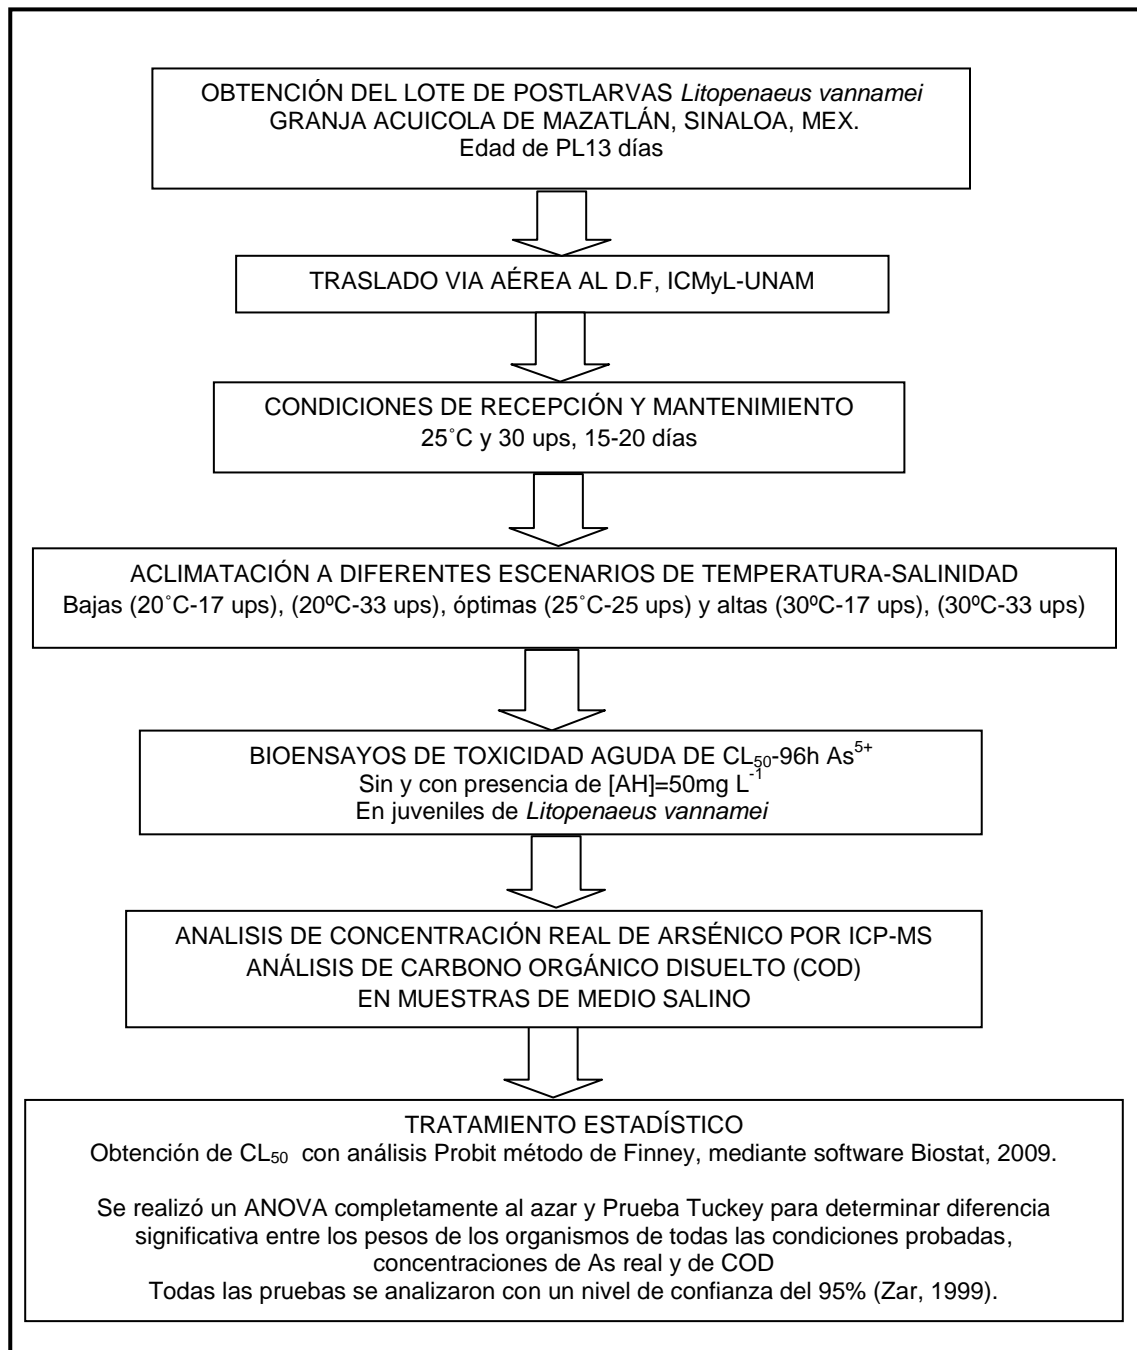 OBTENCIÓN DEL LOTE DE POSTLARVAS Litopenaeus vannamei
GRANJA ACUICOLA DE MAZATLÁN, SINALOA, MEX.
Edad de PL13 días
TRASLADO VIA AÉREA AL D.F, ICMyL-UNAM
CONDICIONES DE RECEPCIÓN Y MANTENIMIENTO
25˚C y 30 ups, 15-20 días
ACLIMATACIÓN A DIFERENTES ESCENARIOS DE TEMPERATURA-SALINIDAD
Bajas (20˚C-17 ups), (20ºC-33 ups), óptimas (25˚C-25 ups) y altas (30ºC-17 ups), (30ºC-33 ups)
BIOENSAYOS DE TOXICIDAD AGUDA DE CL₅₀-96h As⁵⁺
Sin y con presencia de [AH]=50mg L⁻¹
En juveniles de Litopenaeus vannamei
ANALISIS DE CONCENTRACIÓN REAL DE ARSÉNICO POR ICP-MS
ANÁLISIS DE CARBONO ORGÁNICO DISUELTO (COD)
EN MUESTRAS DE MEDIO SALINO
TRATAMIENTO ESTADÍSTICO
Obtención de CL₅₀ con análisis Probit método de Finney, mediante software Biostat, 2009.
Se realizó un ANOVA completamente al azar y Prueba Tuckey para determinar diferencia
significativa entre los pesos de los organismos de todas las condiciones probadas,
concentraciones de As real y de COD
Todas las pruebas se analizaron con un nivel de confianza del 95% (Zar, 1999).